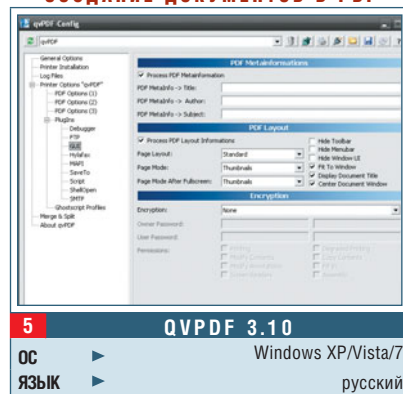 СОЗДАНИЕ ДОКУМЕНТОВ В PDF
qvPDF Config
qvPDF
General Options
Printer Installation
Log Files
Printer Options "qvPDF"
PDF Options (1)
PDF Options (2)
PDF Options (3)
Plugins
Debugger
FTP
GUI
Hylafax
MAPI
SaveTo
Script
ShellOpen
SMTP
Ghostscript Profiles
Merge & Split
About qvPDF
PDF Metainformations
Process PDF Metainformation
PDF MetaInfo -> Title:
PDF MetaInfo -> Author:
PDF MetaInfo -> Subject:
PDF Layout
Process PDF Layout Informations
Page Layout: Standard
Page Mode: Thumbnails
Page Mode After Fullscreen: Thumbnails
Hide Toolbar
Hide Menubar
Hide Window UI
Fit To Window
Display Document Title
Center Document Window
Encryption
Encryption: None
Owner Password:
User Password:
Permissions:
Printing
Modify Contents
Modify Annotations
Screen Readers
Degraded Printing
Copy Contents
Fill In
Assembly
5 QVPDF 3.10
ОС Windows XP/Vista/7
ЯЗЫК русский